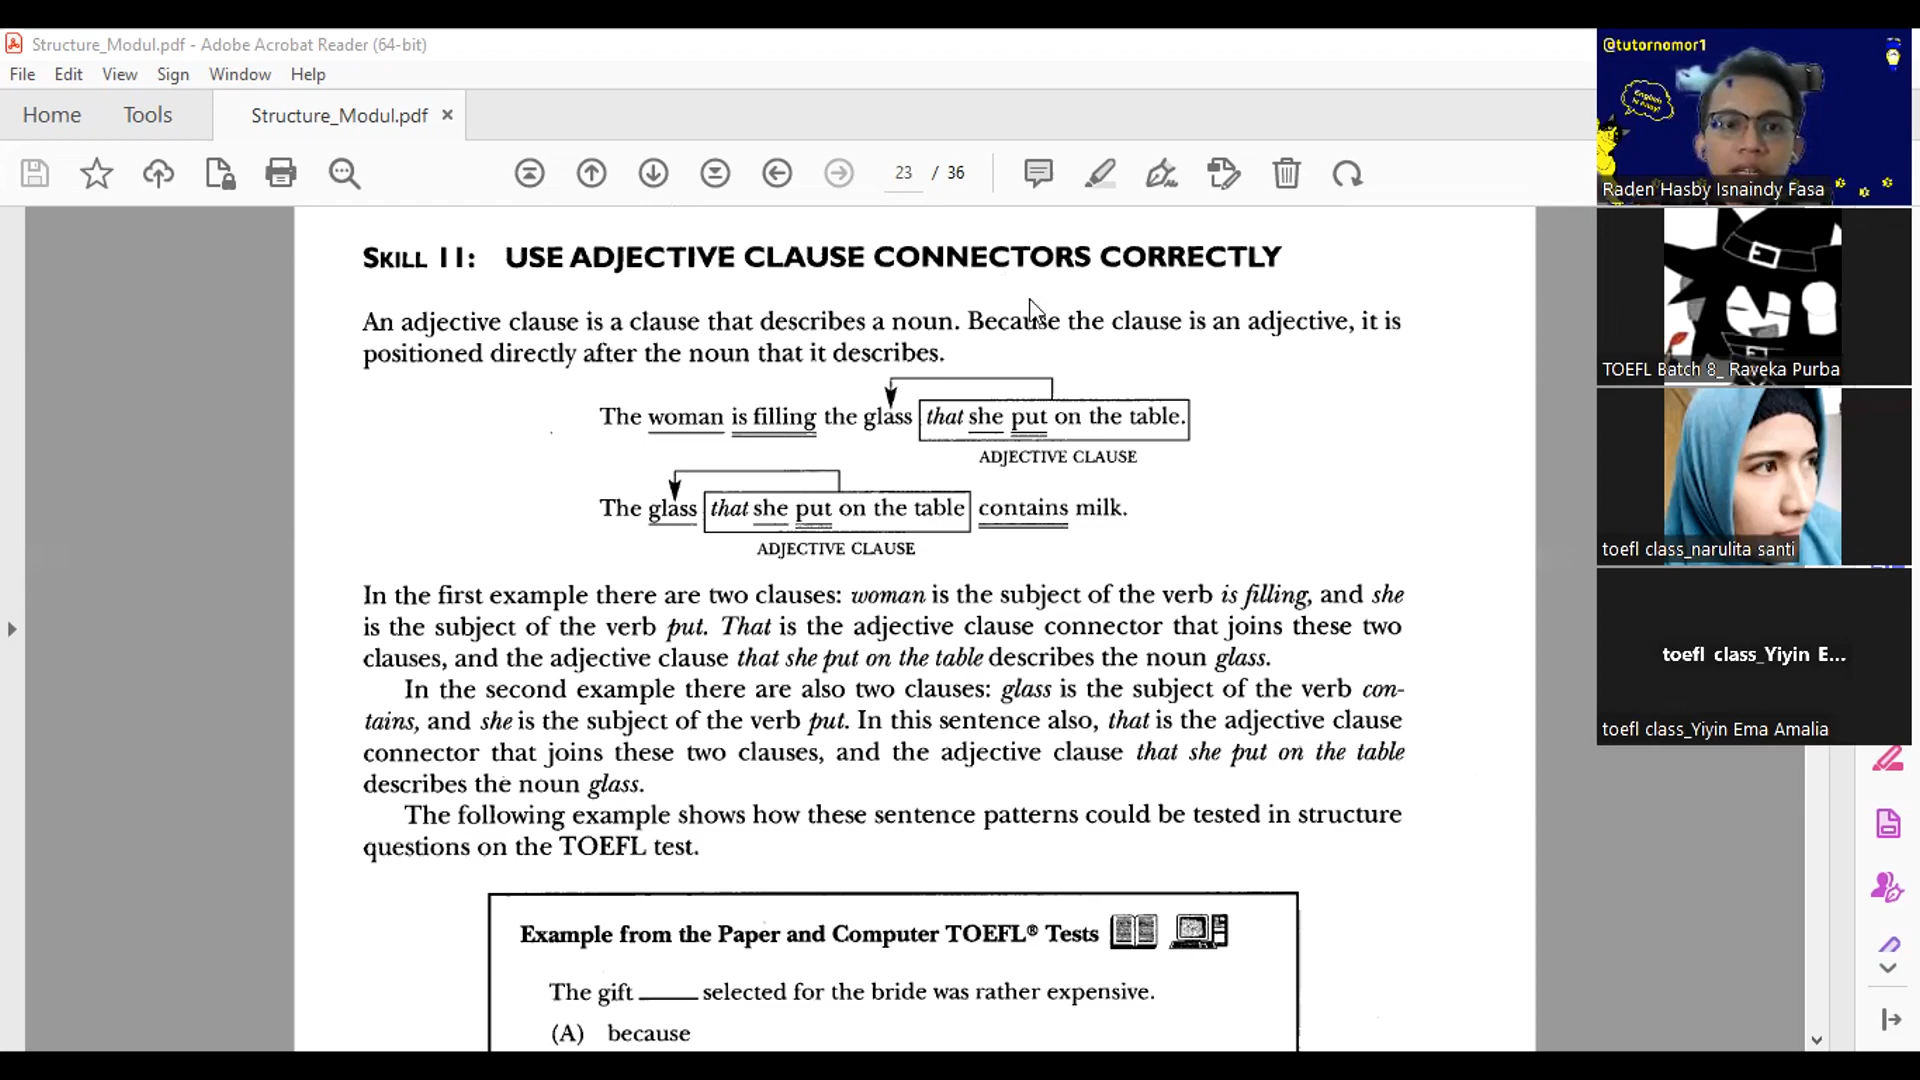 Structure_Modul.pdf - Adobe Acrobat Reader (64-bit)
File Edit View Sign Window Help
Home Tools Structure_Modul.pdf ×
23 / 36
SKILL 11: USE ADJECTIVE CLAUSE CONNECTORS CORRECTLY
An adjective clause is a clause that describes a noun. Because the clause is an adjective, it is
positioned directly after the noun that it describes.
The woman is filling the glass that she put on the table.
ADJECTIVE CLAUSE
The glass that she put on the table contains milk.
ADJECTIVE CLAUSE
In the first example there are two clauses: woman is the subject of the verb is filling, and she
is the subject of the verb put. That is the adjective clause connector that joins these two
clauses, and the adjective clause that she put on the table describes the noun glass.
In the second example there are also two clauses: glass is the subject of the verb con-
tains, and she is the subject of the verb put. In this sentence also, that is the adjective clause
connector that joins these two clauses, and the adjective clause that she put on the table
describes the noun glass.
The following example shows how these sentence patterns could be tested in structure
questions on the TOEFL test.
Example from the Paper and Computer TOEFL® Tests
The gift _____ selected for the bride was rather expensive.
(A) because
@tutornomor1
English is easy!
Raden Hasby Isnaindy Fasa
TOEFL Batch 8_ Raveka Purba
toefl class_narulita santi
toefl class_Yiyin E...
toefl class_Yiyin Ema Amalia